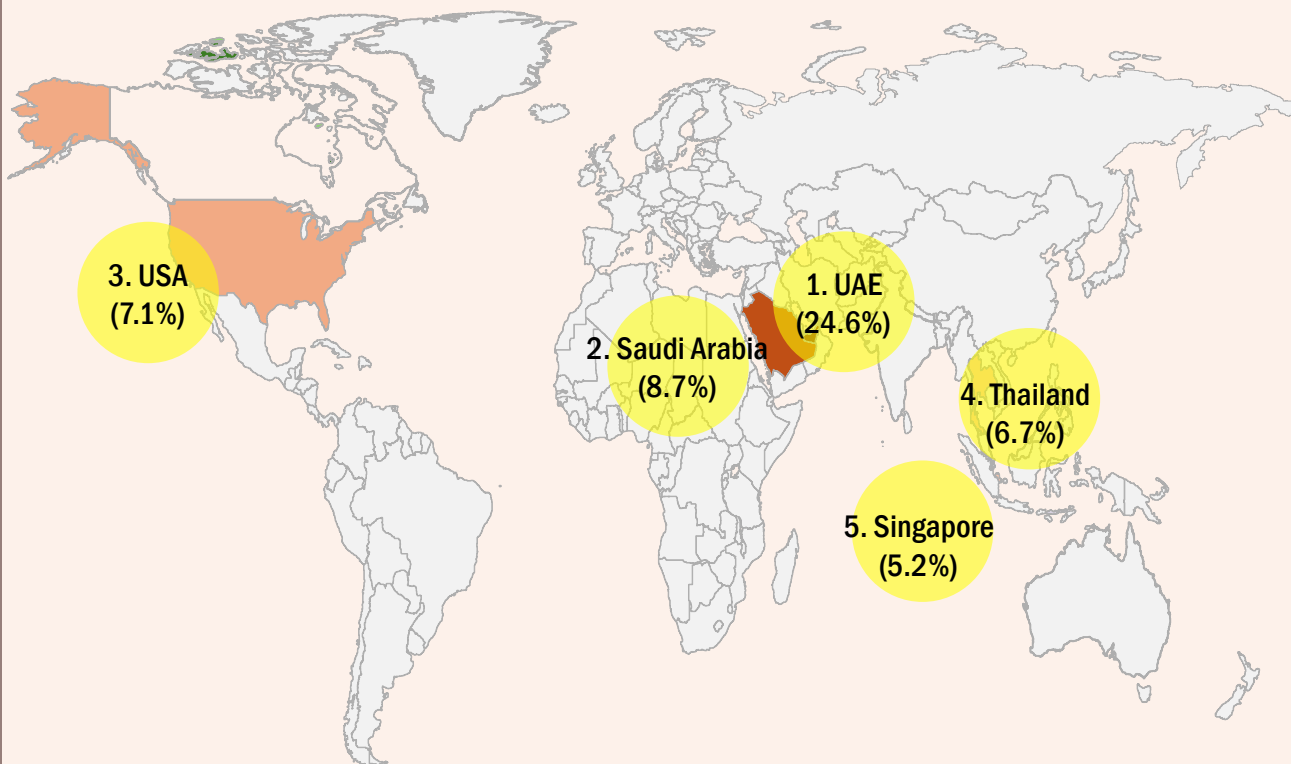 1. UAE
(24.6%)
2. Saudi Arabia
(8.7%)
3. USA
(7.1%)
4. Thailand
(6.7%)
5. Singapore
(5.2%)